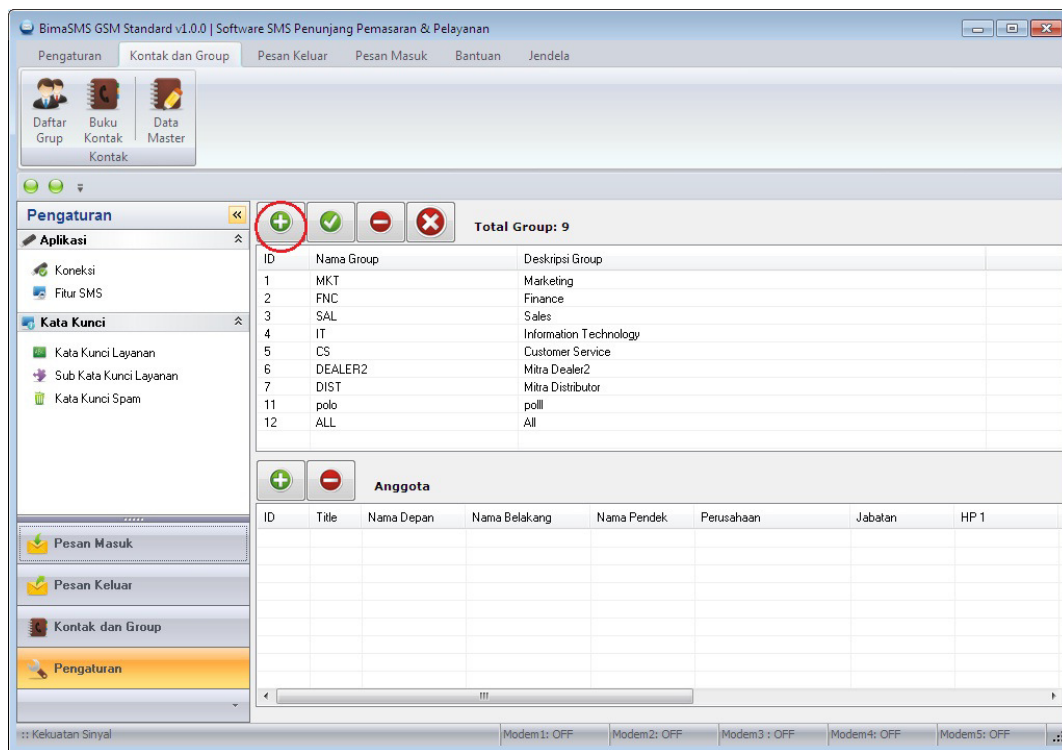 BimaSMS GSM Standard v1.0.0 | Software SMS Penunjang Pemasaran & Pelayanan
Pengaturan Kontak dan Group Pesan Keluar Pesan Masuk Bantuan Jendela
Daftar Grup
Buku Kontak
Data Master
Kontak
Pengaturan
Aplikasi
Koneksi
Fitur SMS
Kata Kunci
Kata Kunci Layanan
Sub Kata Kunci Layanan
Kata Kunci Spam
Pesan Masuk
Pesan Keluar
Kontak dan Group
Pengaturan
Total Group: 9
ID Nama Group Deskripsi Group
1 MKT Marketing
2 FNC Finance
3 SAL Sales
4 IT Information Technology
5 CS Customer Service
6 DEALER2 Mitra Dealer2
7 DIST Mitra Distributor
11 polo polll
12 ALL All
Anggota
ID Title Nama Depan Nama Belakang Nama Pendek Perusahaan Jabatan HP 1
:: Kekuatan Sinyal Modem1: OFF Modem2: OFF Modem3 : OFF Modem4: OFF Modem5: OFF